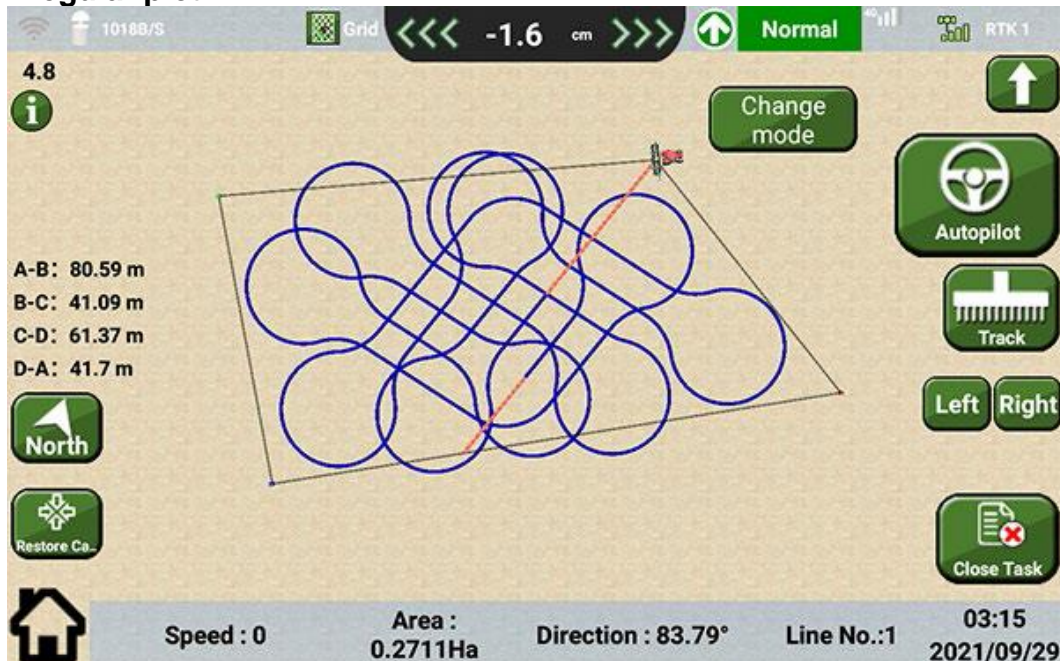 1018B/S
Grid
<<< -1.6 cm >>>
Normal
4G
RTK 1
4.8
i
Change
mode
Autopilot
A-B: 80.59 m
B-C: 41.09 m
C-D: 61.37 m
D-A: 41.7 m
Track
Left
Right
North
Restore Ca..
Close Task
Speed : 0
Area :
0.2711Ha
Direction : 83.79°
Line No.:1
03:15
2021/09/29